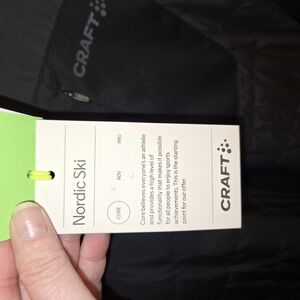 CRAFT
Nordic Ski
CORE
ADV
PRO
Core believes everyone's an athlete
and provides a high level of
functionality that makes it possible
for all people to enjoy sports
achievements. This is the starting
point for our offer.
CRAFT